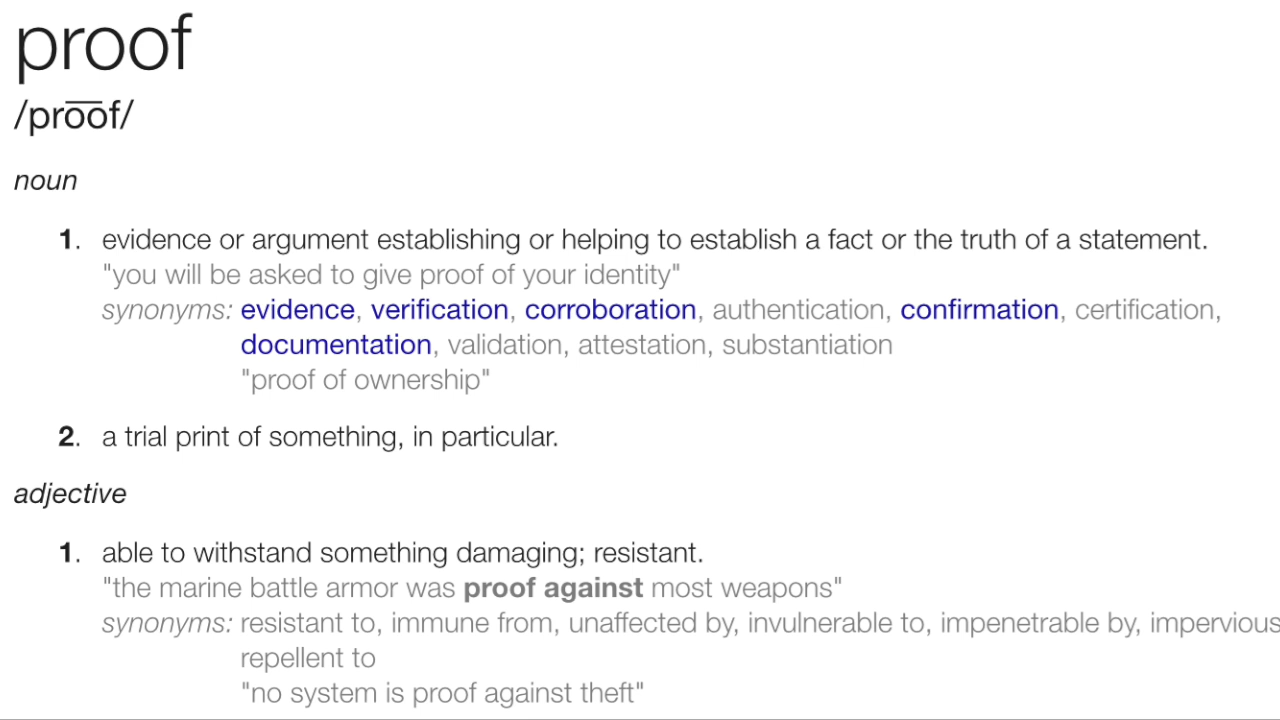 proof
/pro͞of/
noun
1. evidence or argument establishing or helping to establish a fact or the truth of a statement.
"you will be asked to give proof of your identity"
synonyms: evidence, verification, corroboration, authentication, confirmation, certification,
documentation, validation, attestation, substantiation
"proof of ownership"
2. a trial print of something, in particular.
adjective
1. able to withstand something damaging; resistant.
"the marine battle armor was proof against most weapons"
synonyms: resistant to, immune from, unaffected by, invulnerable to, impenetrable by, impervious
repellent to
"no system is proof against theft"